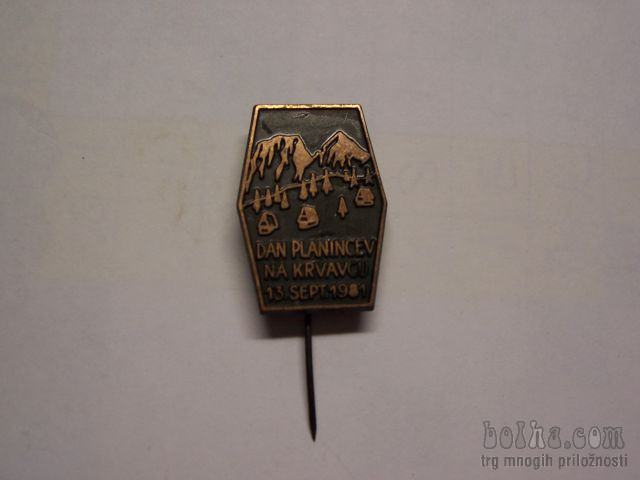 DAN PLANINCEV
NA KRVAVCU
13. SEPT. 1981
bolha.com
trg mnogih priložnosti